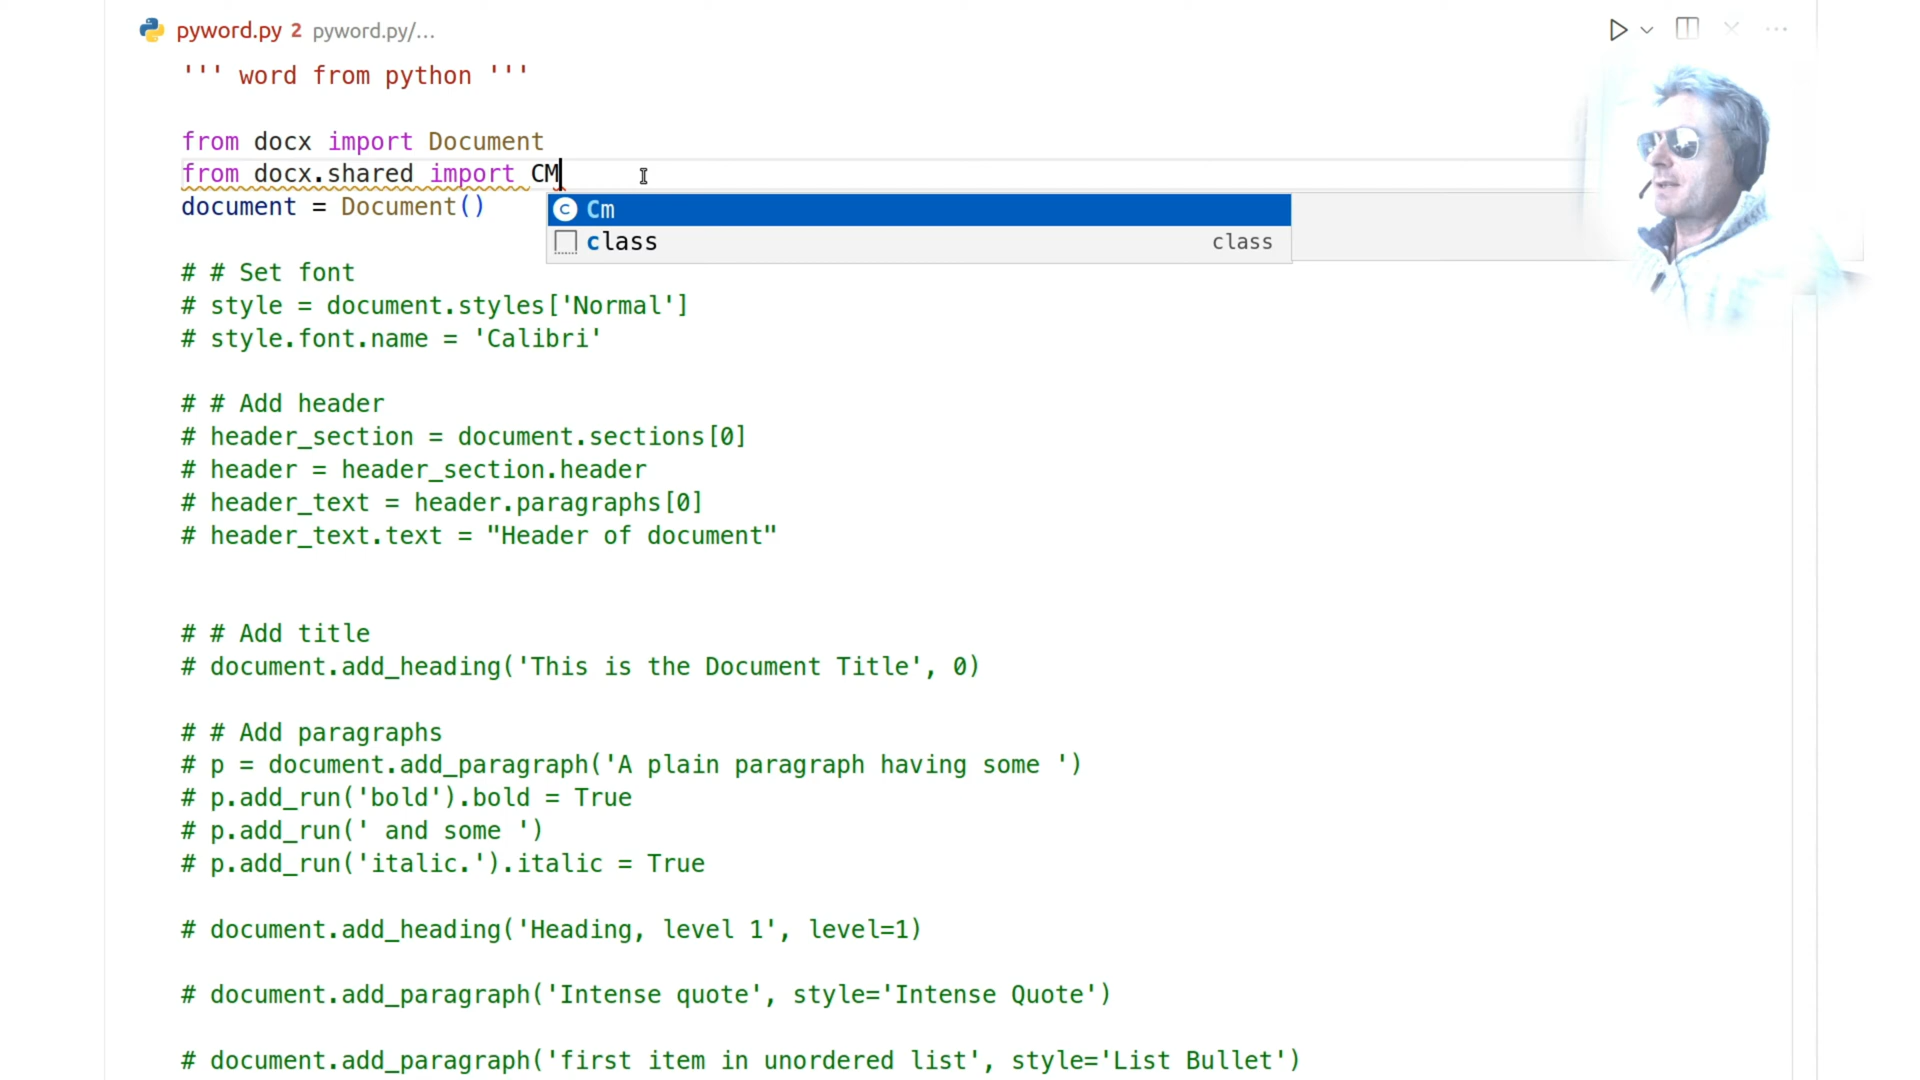 pyword.py 2 pyword.py/...
''' word from python '''
from docx import Document
from docx.shared import CM
Cm
class class
document = Document()
# # Set font
# style = document.styles['Normal']
# style.font.name = 'Calibri'
# # Add header
# header_section = document.sections[0]
# header = header_section.header
# header_text = header.paragraphs[0]
# header_text.text = "Header of document"
# # Add title
# document.add_heading('This is the Document Title', 0)
# # Add paragraphs
# p = document.add_paragraph('A plain paragraph having some ')
# p.add_run('bold').bold = True
# p.add_run(' and some ')
# p.add_run('italic.').italic = True
# document.add_heading('Heading, level 1', level=1)
# document.add_paragraph('Intense quote', style='Intense Quote')
# document.add_paragraph('first item in unordered list', style='List Bullet')